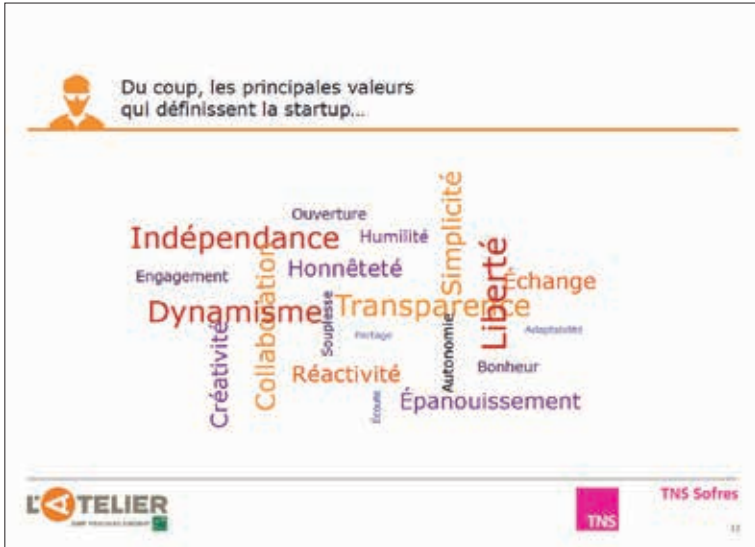 Du coup, les principales valeurs
qui définissent la startup...
Ouverture
Simplicité
Indépendance
Humilité
Liberté
Engagement
Collaboration
Honnêteté
Échange
Dynamisme
Souplesse
Transparence
Partage
Autonomie
Adaptabilité
Créativité
Réactivité
Bonheur
Écoute
Épanouissement
L'ATELIER
TNS
TNS Sofres